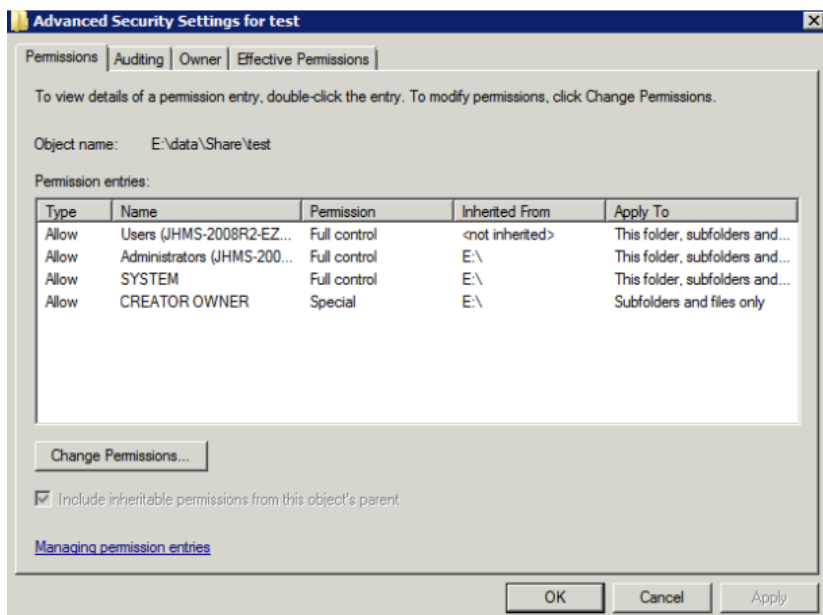 Advanced Security Settings for test
Permissions Auditing Owner Effective Permissions
To view details of a permission entry, double-click the entry. To modify permissions, click Change Permissions.
Object name: E:\data\Share\test
Permission entries:
Type Name Permission Inherited From Apply To
Allow Users (JHMS-2008R2-EZ... Full control <not inherited> This folder, subfolders and...
Allow Administrators (JHMS-200... Full control E:\ This folder, subfolders and...
Allow SYSTEM Full control E:\ This folder, subfolders and...
Allow CREATOR OWNER Special E:\ Subfolders and files only
Change Permissions...
Include inheritable permissions from this object's parent
Managing permission entries
OK Cancel Apply